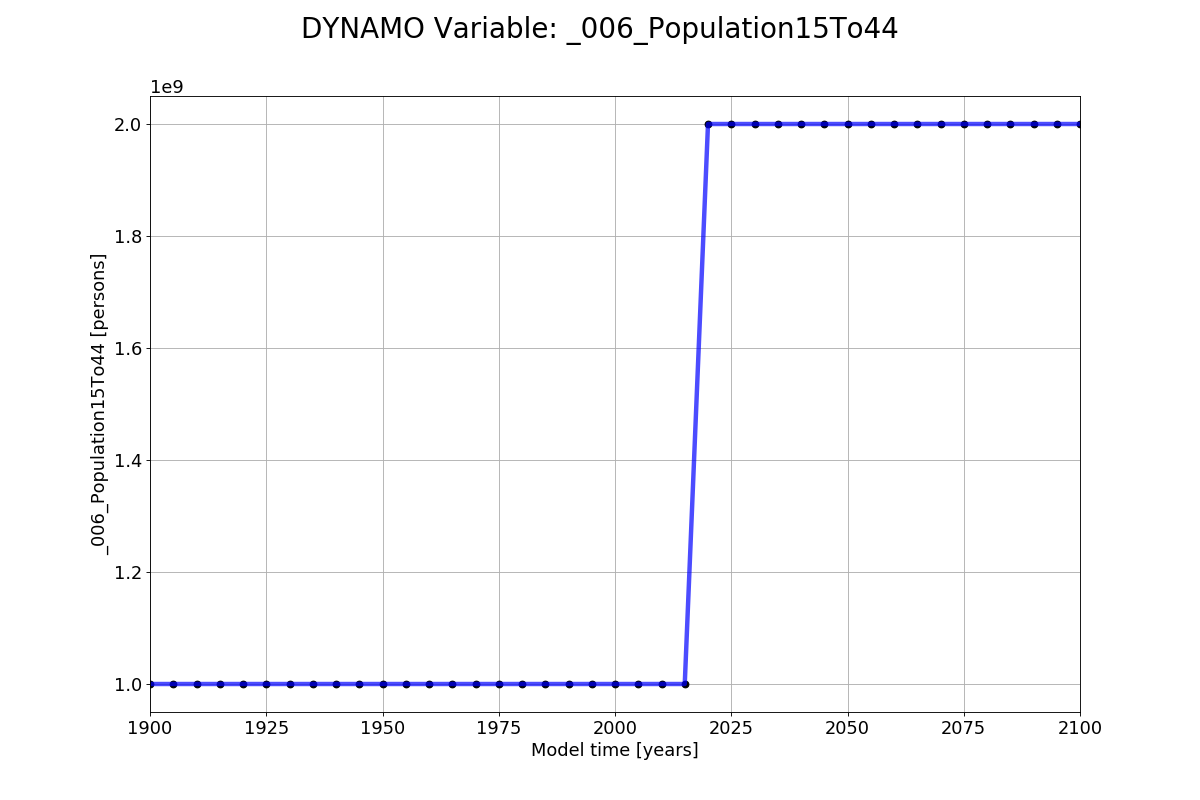 DYNAMO Variable: _006_Population15To44
1e9
2.0
1.8
1.6
1.4
1.2
1.0
_006_Population15To44 [persons]
1900 1925 1950 1975 2000 2025 2050 2075 2100
Model time [years]